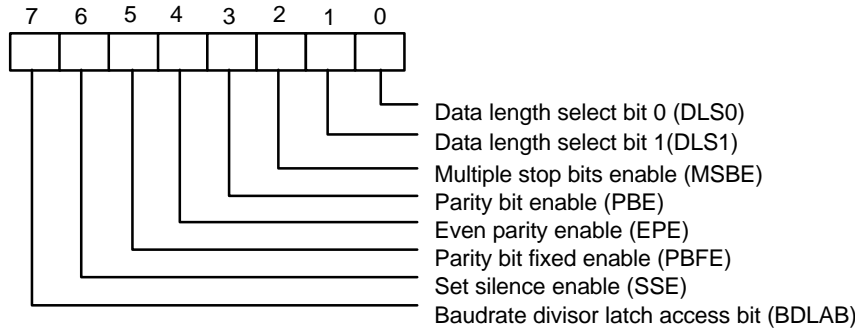 7 6 5 4 3 2 1 0
Data length select bit 0 (DLS0)
Data length select bit 1(DLS1)
Multiple stop bits enable (MSBE)
Parity bit enable (PBE)
Even parity enable (EPE)
Parity bit fixed enable (PBFE)
Set silence enable (SSE)
Baudrate divisor latch access bit (BDLAB)